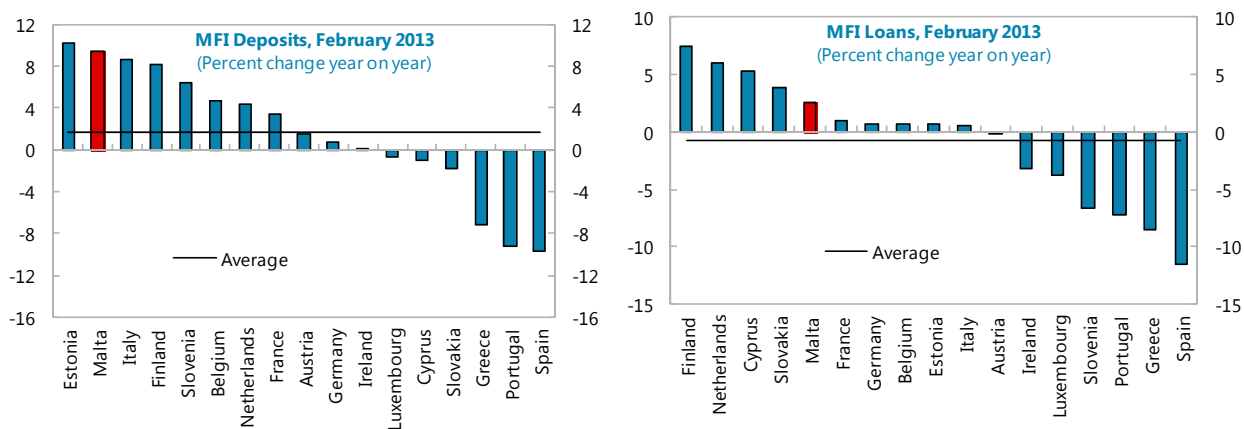 MFI Deposits, February 2013
(Percent change year on year)
12
8
4
0
-4
-8
-12
-16
12
8
4
0
-4
-8
-12
-16
Average
Estonia
Malta
Italy
Finland
Slovenia
Belgium
Netherlands
France
Austria
Germany
Ireland
Luxembourg
Cyprus
Slovakia
Greece
Portugal
Spain
MFI Loans, February 2013
(Percent change year on year)
10
5
0
-5
-10
-15
10
5
0
-5
-10
-15
Average
Finland
Netherlands
Cyprus
Slovakia
Malta
France
Germany
Belgium
Estonia
Italy
Austria
Ireland
Luxembourg
Slovenia
Portugal
Greece
Spain